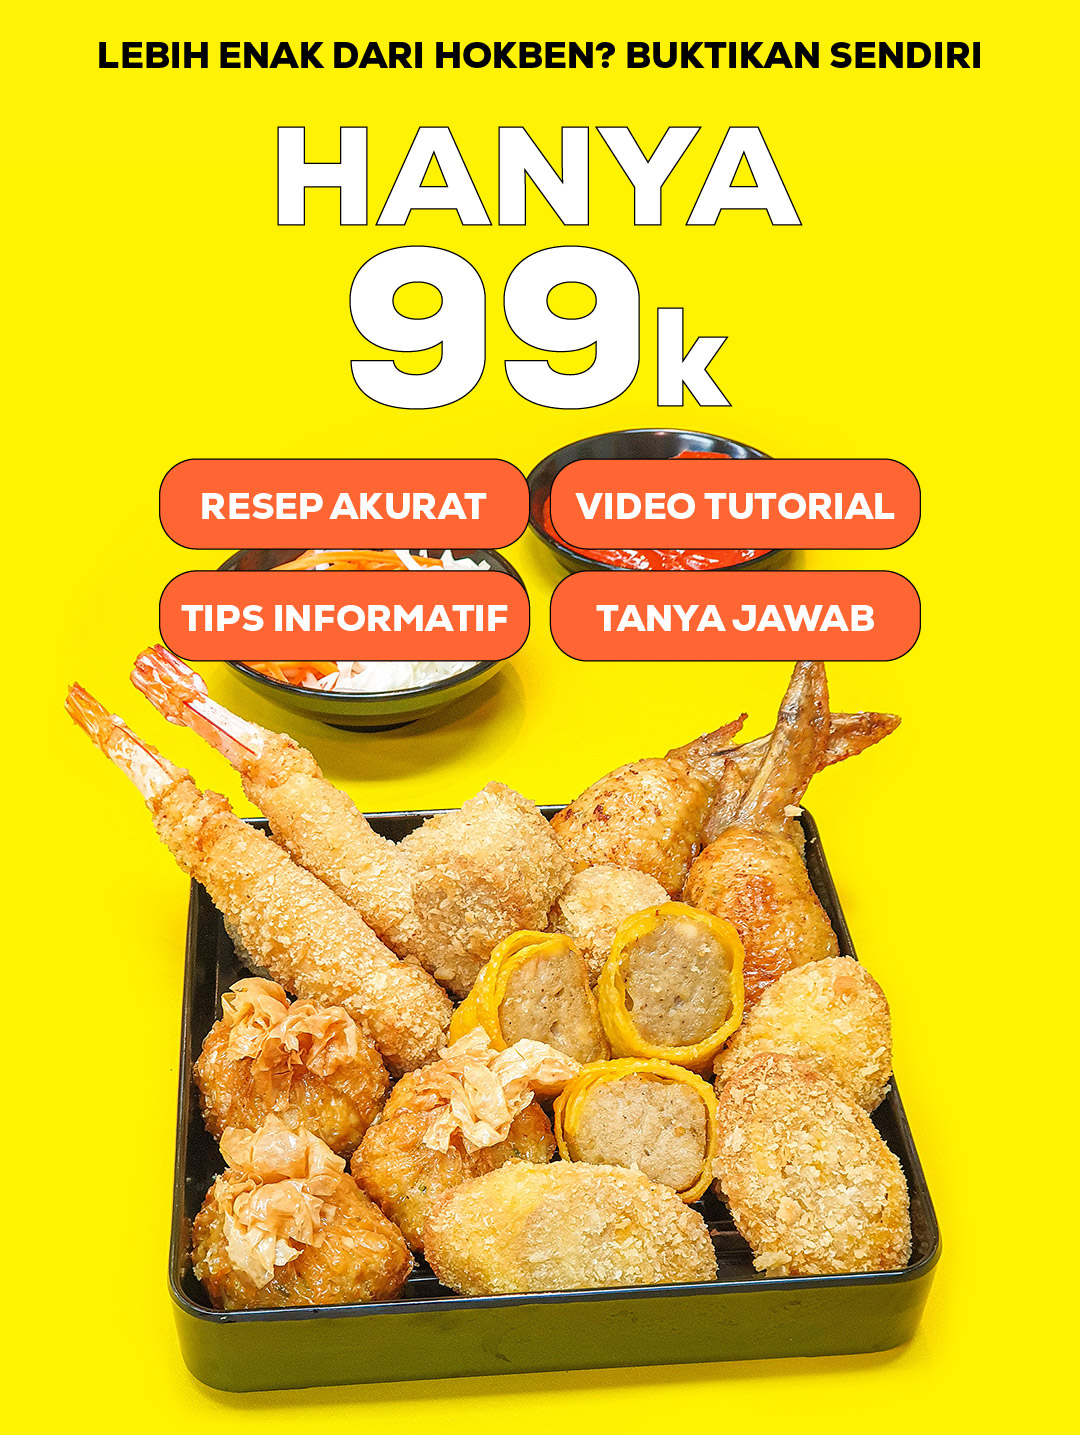 LEBIH ENAK DARI HOKBEN? BUKTIKAN SENDIRI
HANYA
99k
RESEP AKURAT
VIDEO TUTORIAL
TIPS INFORMATIF
TANYA JAWAB